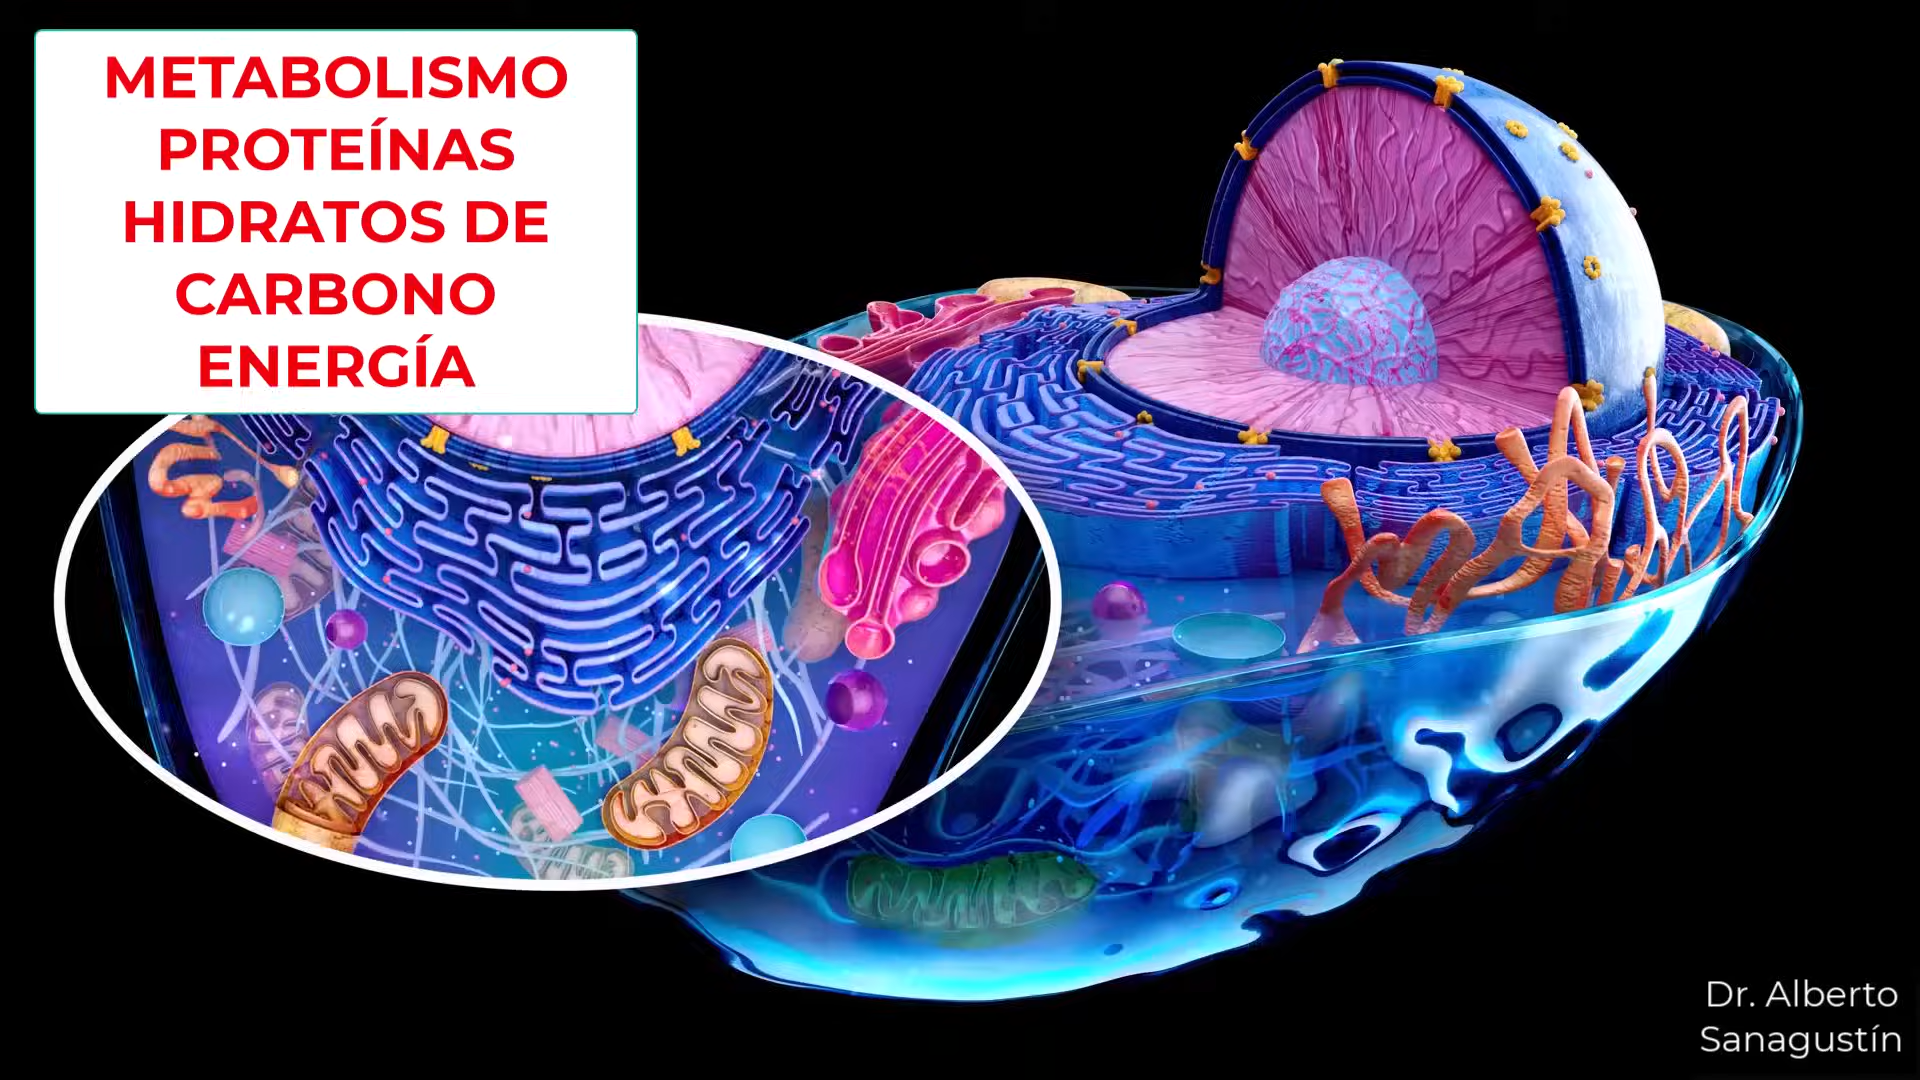 METABOLISMO
PROTEÍNAS
HIDRATOS DE
CARBONO
ENERGÍA
Dr. Alberto
Sanagustín